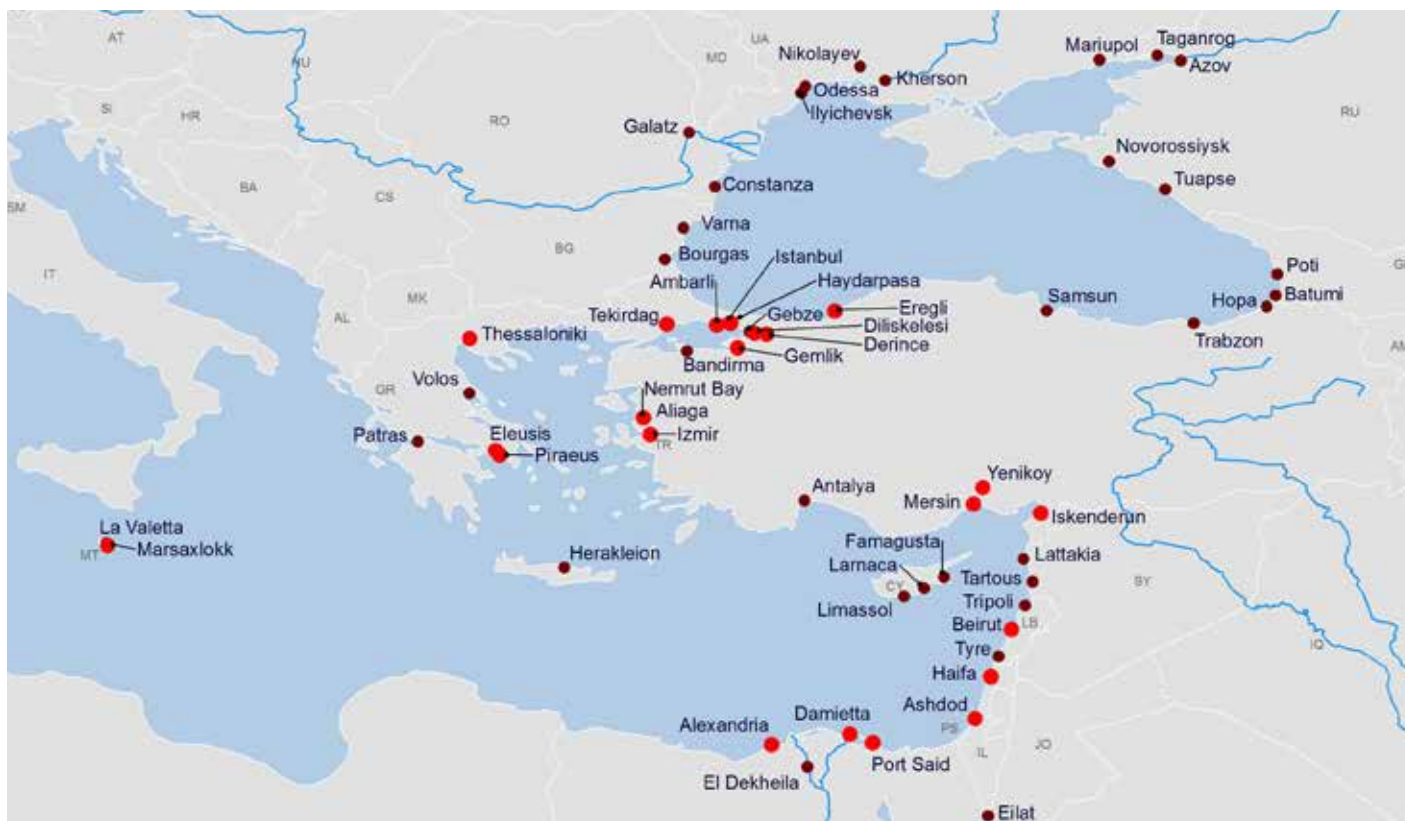 AT
UA
MD
HU
SI
HR
RO
RU
BA
CS
SM
IT
BG
MK
AL
GR
TR
MT
CY
SY
LB
IQ
PS
IL
JO
AM
Nikolayev
Kherson
Odessa
Ilyichevsk
Mariupol
Taganrog
Azov
Galatz
Constanza
Varna
Bourgas
Novorossiysk
Tuapse
Poti
Batumi
Hopa
Trabzon
Samsun
Istanbul
Ambarli
Haydarpasa
Gebze
Eregli
Diliskelesi
Derince
Tekirdag
Gemlik
Bandirma
Thessaloniki
Volos
Nemrut Bay
Aliaga
Izmir
Patras
Eleusis
Piraeus
Antalya
Yenikoy
Mersin
Iskenderun
La Valetta
Marsaxlokk
Herakleion
Famagusta
Larnaca
Limassol
Lattakia
Tartous
Tripoli
Beirut
Tyre
Haifa
Ashdod
Alexandria
Damietta
Port Said
El Dekheila
Eilat